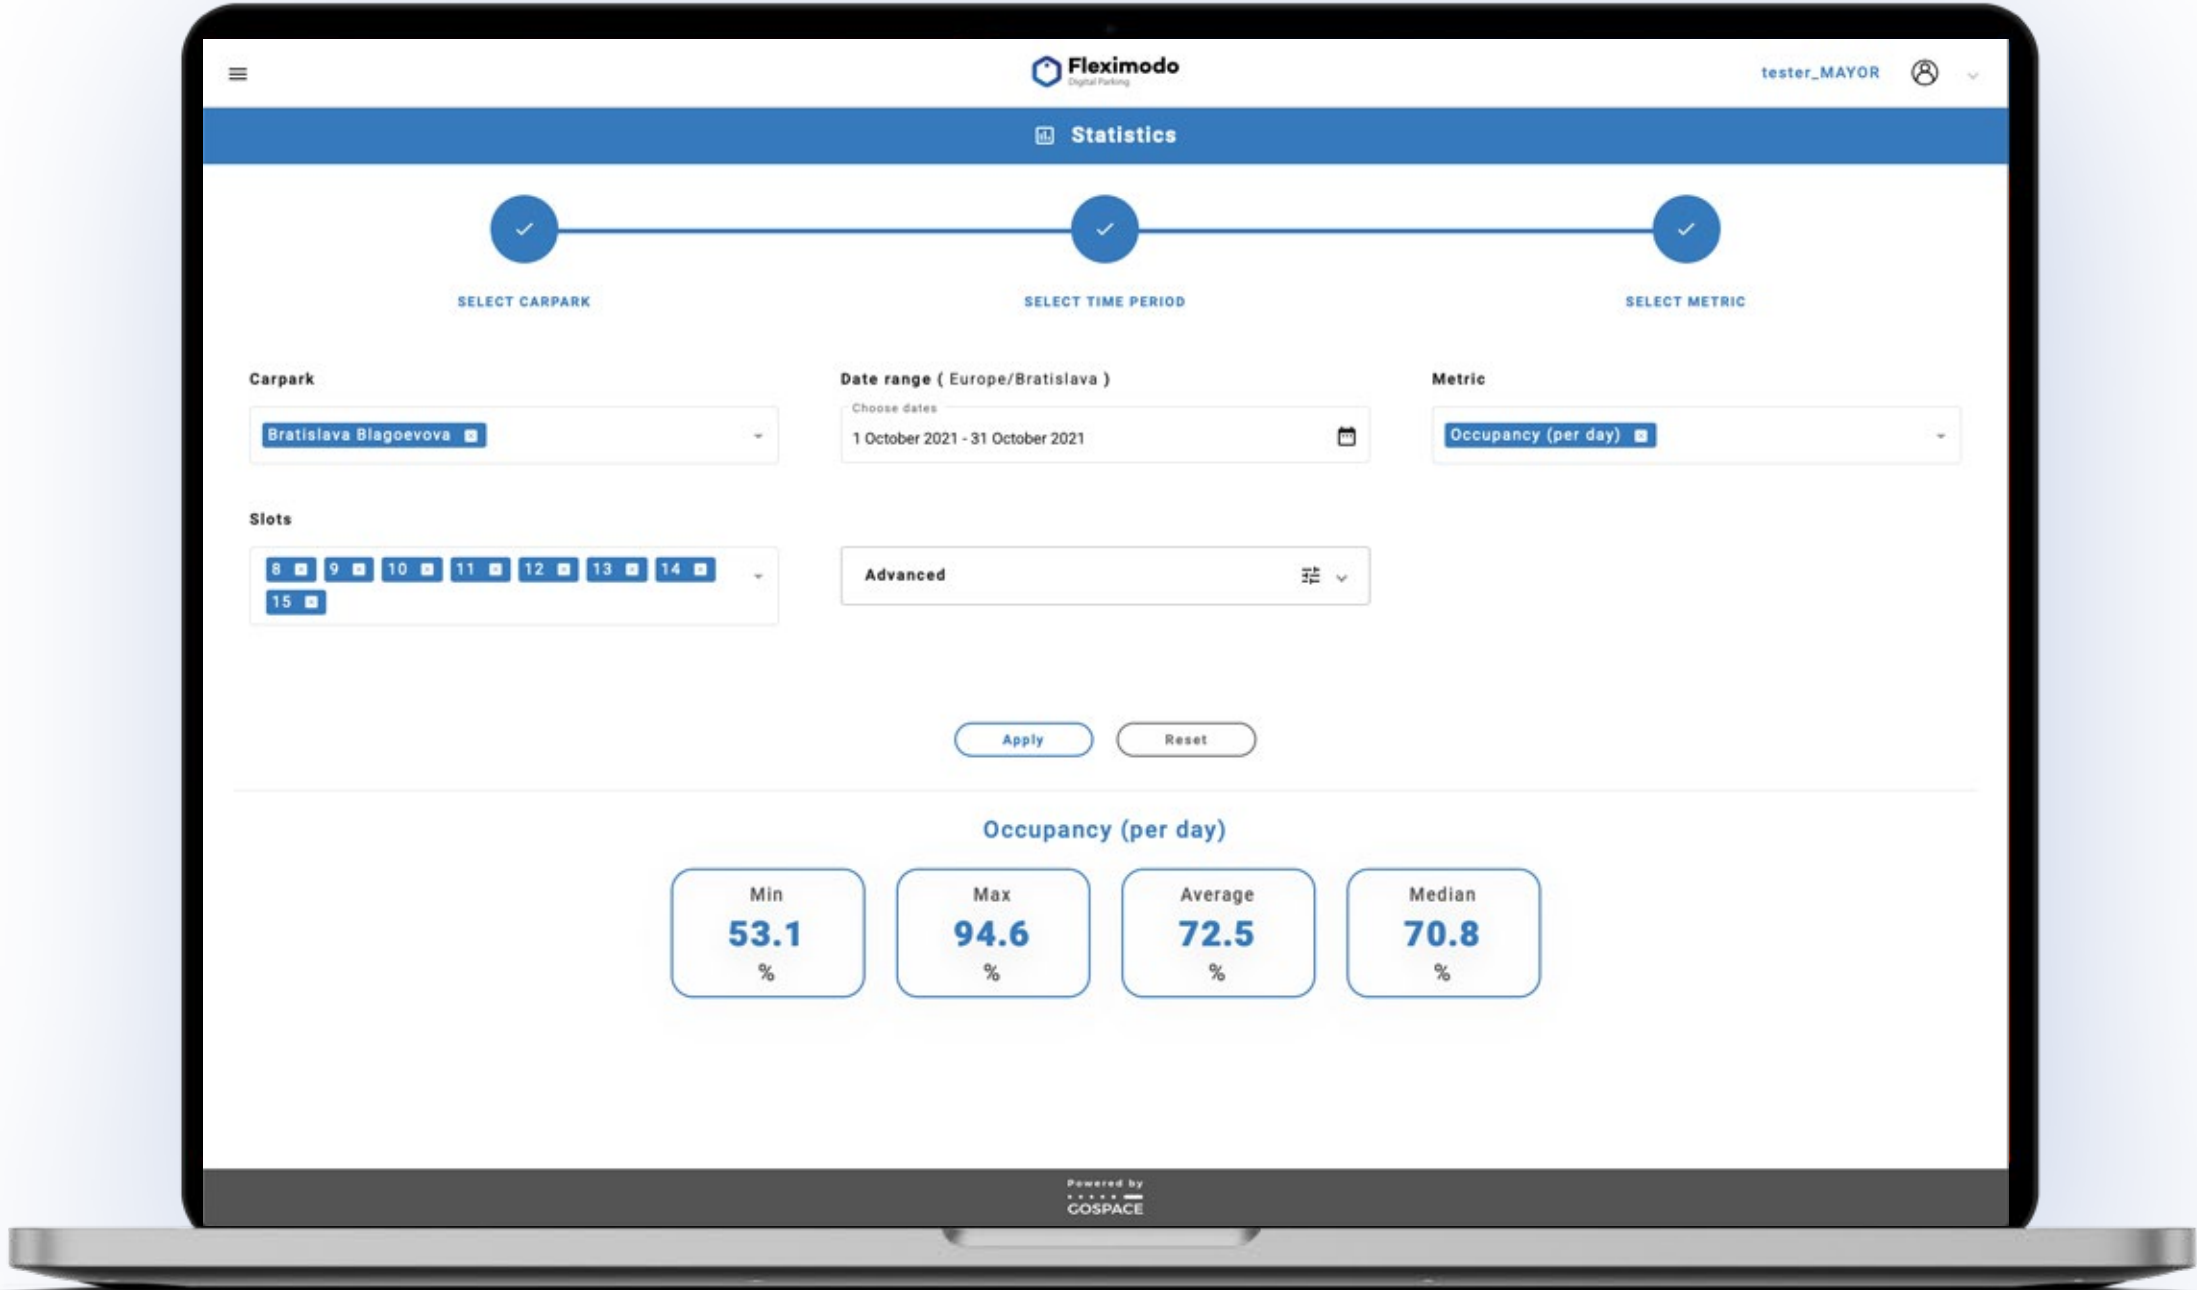 Fleximodo
Digital Parking
tester_MAYOR
Statistics
SELECT CARPARK
SELECT TIME PERIOD
SELECT METRIC
Carpark
Bratislava Blagoevova
Date range ( Europe/Bratislava )
Choose dates
1 October 2021 - 31 October 2021
Metric
Occupancy (per day)
Slots
8 9 10 11 12 13 14
15
Advanced
Apply Reset
Occupancy (per day)
Min
53.1
%
Max
94.6
%
Average
72.5
%
Median
70.8
%
Powered by
GOSPACE